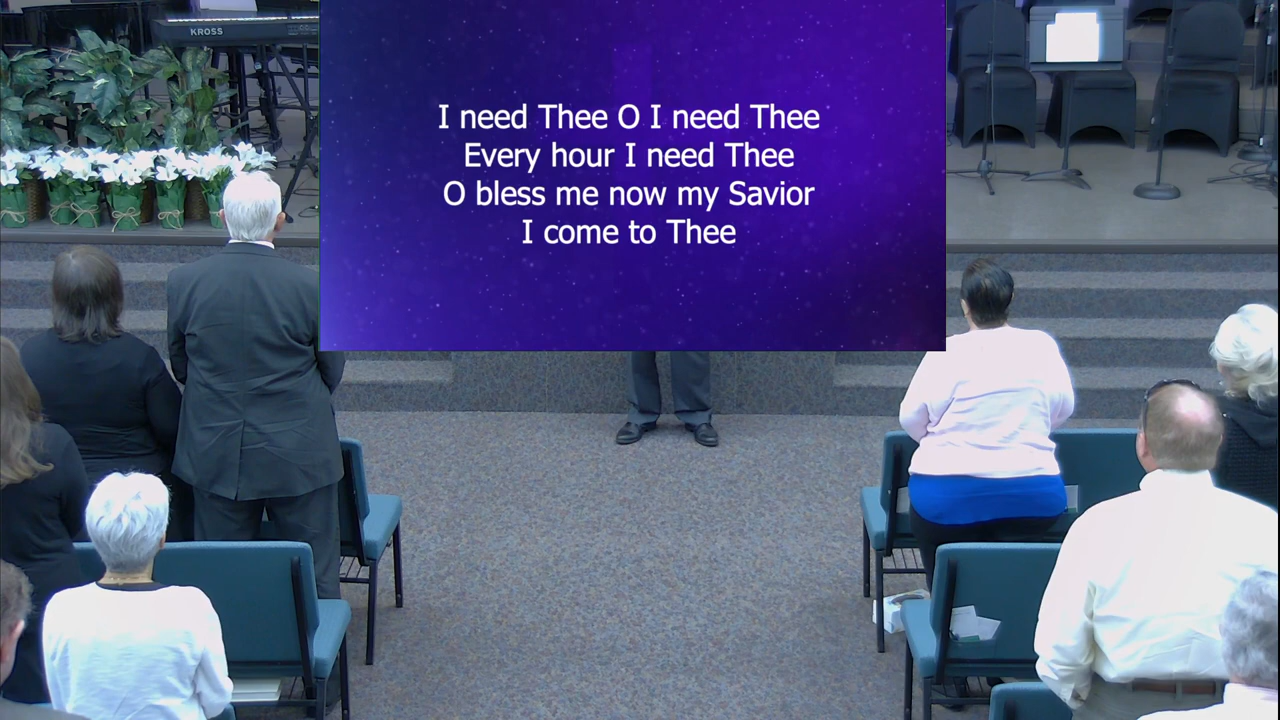 KROSS
I need Thee O I need Thee
Every hour I need Thee
O bless me now my Savior
I come to Thee